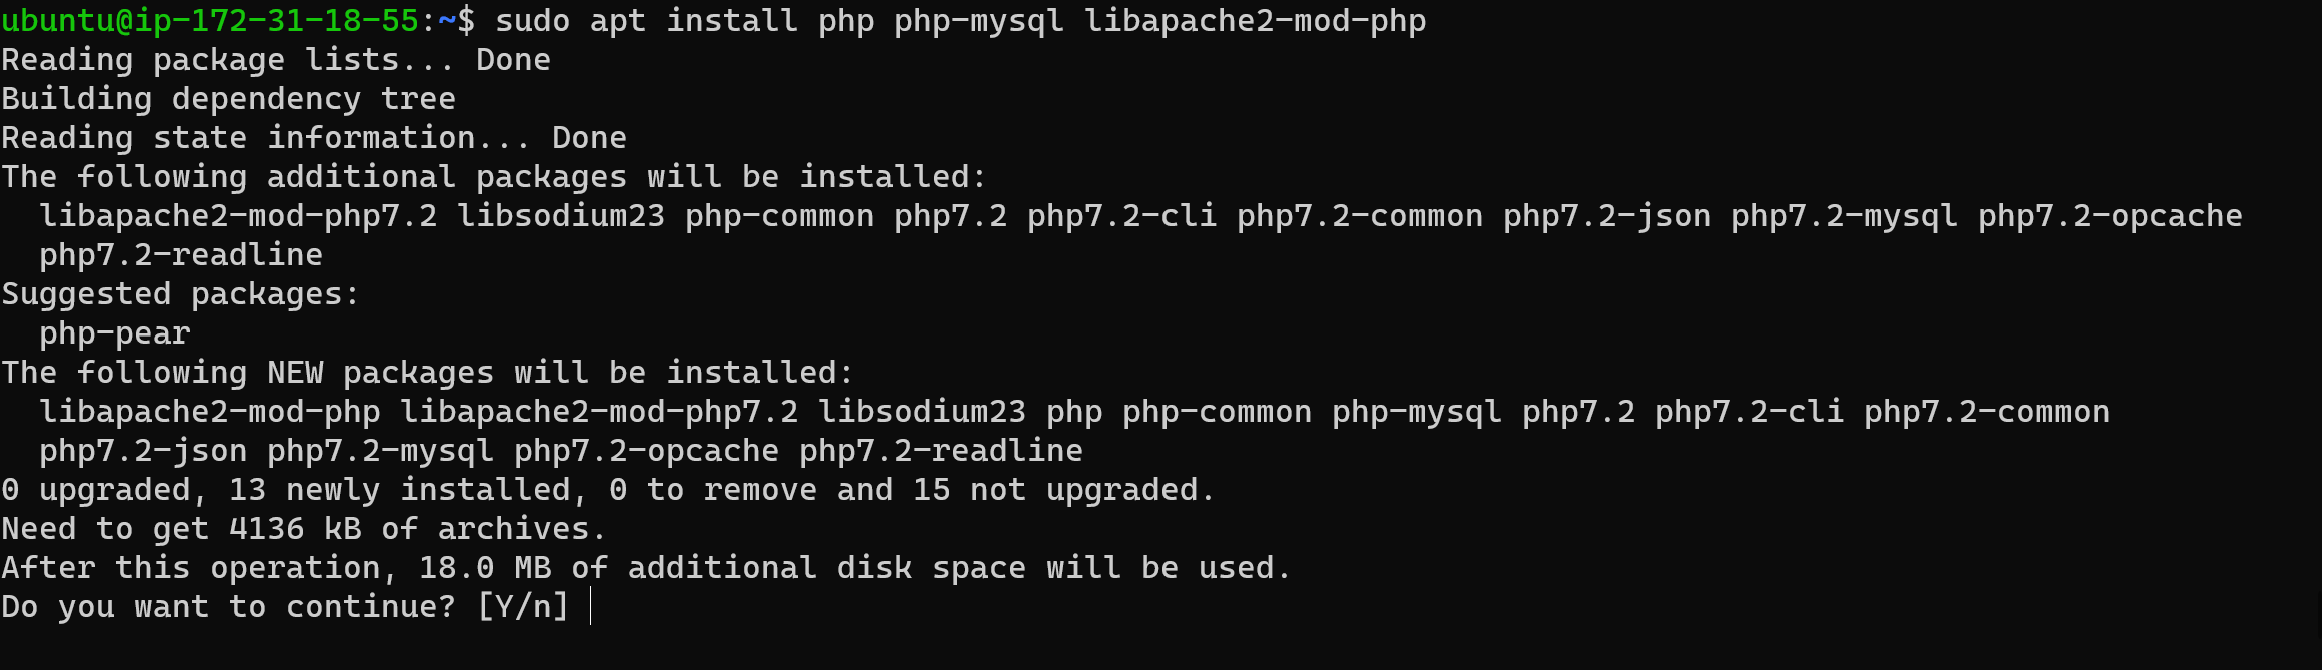 ubuntu@ip-172-31-18-55:~$ sudo apt install php php-mysql libapache2-mod-php
Reading package lists... Done
Building dependency tree
Reading state information... Done
The following additional packages will be installed:
  libapache2-mod-php7.2 libsodium23 php-common php7.2 php7.2-cli php7.2-common php7.2-json php7.2-mysql php7.2-opcache
  php7.2-readline
Suggested packages:
  php-pear
The following NEW packages will be installed:
  libapache2-mod-php libapache2-mod-php7.2 libsodium23 php php-common php-mysql php7.2 php7.2-cli php7.2-common
  php7.2-json php7.2-mysql php7.2-opcache php7.2-readline
0 upgraded, 13 newly installed, 0 to remove and 15 not upgraded.
Need to get 4136 kB of archives.
After this operation, 18.0 MB of additional disk space will be used.
Do you want to continue? [Y/n]